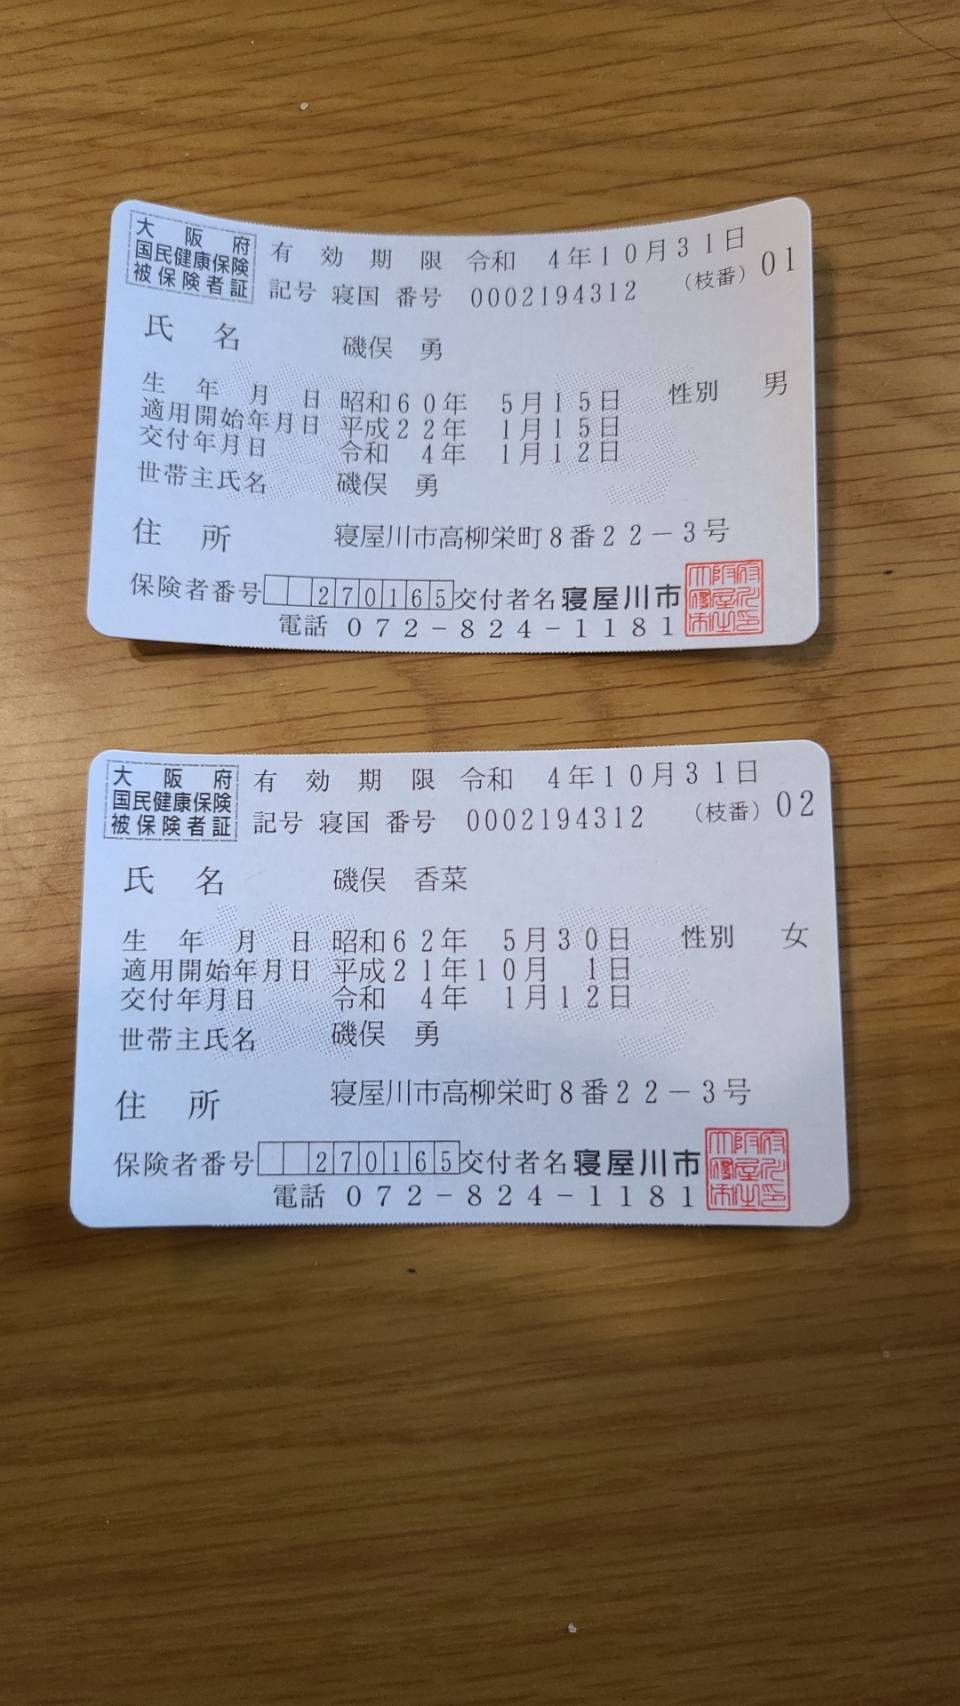 大阪府
国民健康保険
被保険者証
有効期限 令和 4年10月31日
記号 寝国 番号 0002194312 (枝番) 01
氏名 磯俣 勇
生年月日 昭和60年 5月15日 性別 男
適用開始年月日 平成22年 1月15日
交付年月日 令和 4年 1月12日
世帯主氏名 磯俣 勇
住所 寝屋川市高柳栄町8番22-3号
保険者番号 270165 交付者名 寝屋川市
電話 072-824-1181
大阪府
国民健康保険
被保険者証
有効期限 令和 4年10月31日
記号 寝国 番号 0002194312 (枝番) 02
氏名 磯俣 香菜
生年月日 昭和62年 5月30日 性別 女
適用開始年月日 平成21年10月 1日
交付年月日 令和 4年 1月12日
世帯主氏名 磯俣 勇
住所 寝屋川市高柳栄町8番22-3号
保険者番号 270165 交付者名 寝屋川市
電話 072-824-1181